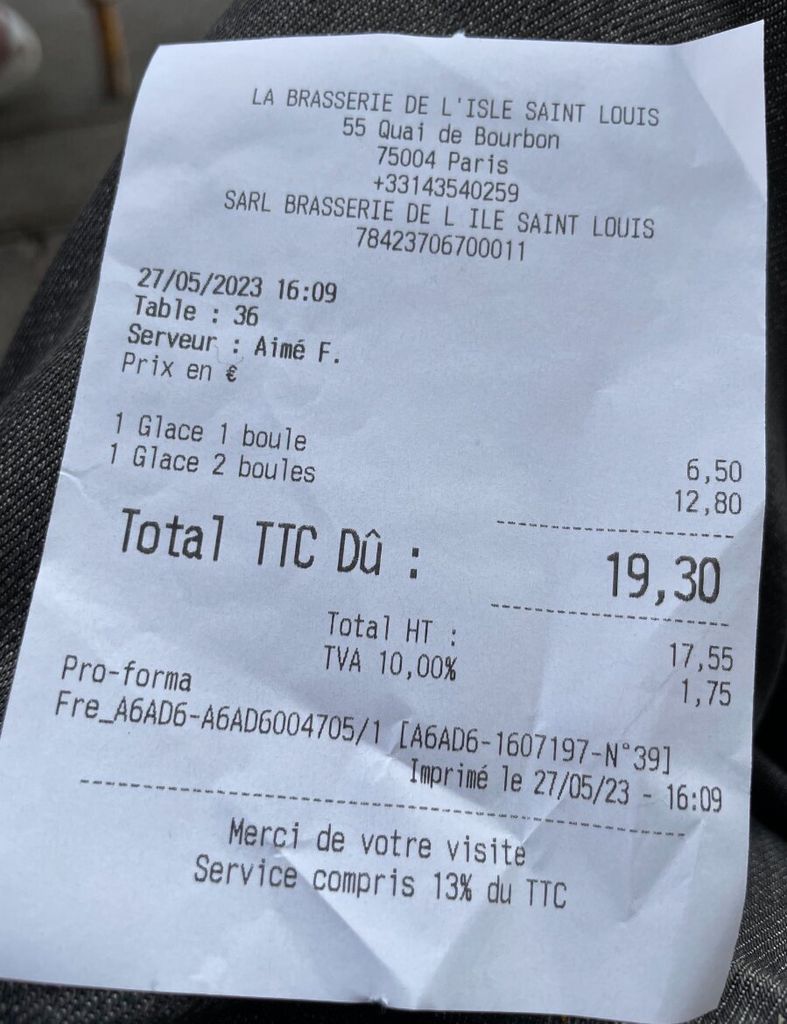 LA BRASSERIE DE L'ISLE SAINT LOUIS
55 Quai de Bourbon
75004 Paris
+33143540259
SARL BRASSERIE DE L ILE SAINT LOUIS
78423706700011
27/05/2023 16:09
Table : 36
Serveur : Aimé F.
Prix en €
1 Glace 1 boule 6,50
1 Glace 2 boules 12,80
Total TTC Dû : 19,30
Total HT : 17,55
TVA 10,00% 1,75
Pro-forma
Fre_A6AD6-A6AD6004705/1 [A6AD6-1607197-N°39]
Imprimé le 27/05/23 - 16:09
Merci de votre visite
Service compris 13% du TTC